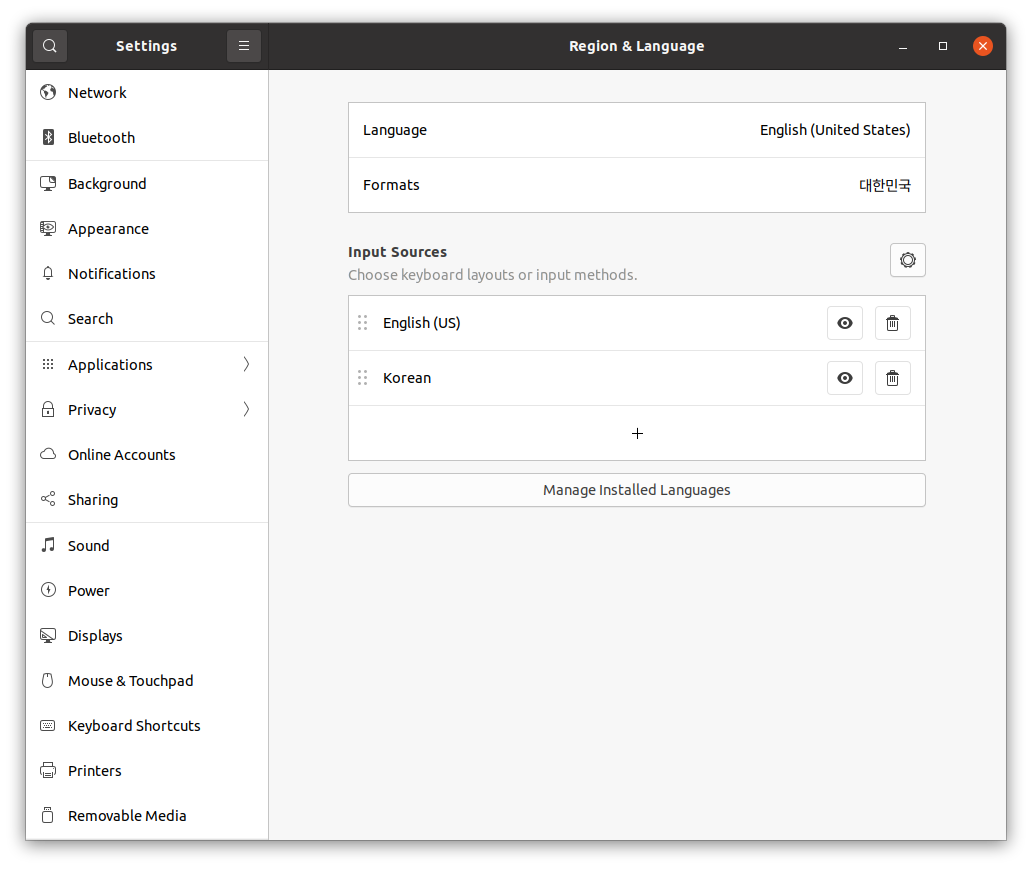 Settings
Region & Language
Network
Bluetooth
Background
Appearance
Notifications
Search
Applications
Privacy
Online Accounts
Sharing
Sound
Power
Displays
Mouse & Touchpad
Keyboard Shortcuts
Printers
Removable Media
Language English (United States)
Formats 대한민국
Input Sources
Choose keyboard layouts or input methods.
English (US)
Korean
Manage Installed Languages